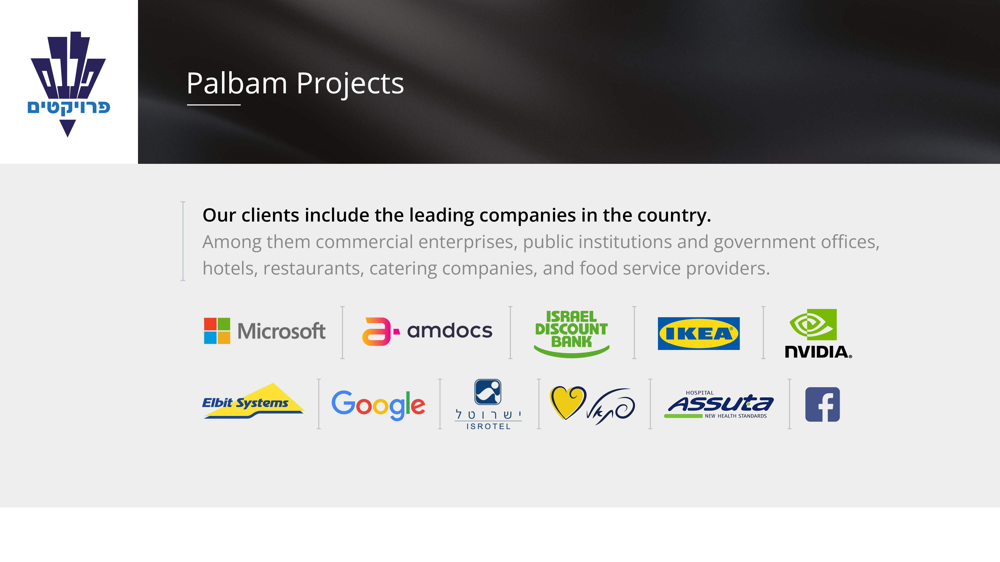 פלבם
פרויקטים
Palbam Projects
Our clients include the leading companies in the country.
Among them commercial enterprises, public institutions and government offices,
hotels, restaurants, catering companies, and food service providers.
Microsoft
a
amdocs
ISRAEL
DISCOUNT
BANK
IKEA®
NVIDIA®
Elbit Systems
Google
ישרוטל
ISROTEL
HOSPITAL
Assuta
NEW HEALTH STANDARDS
f